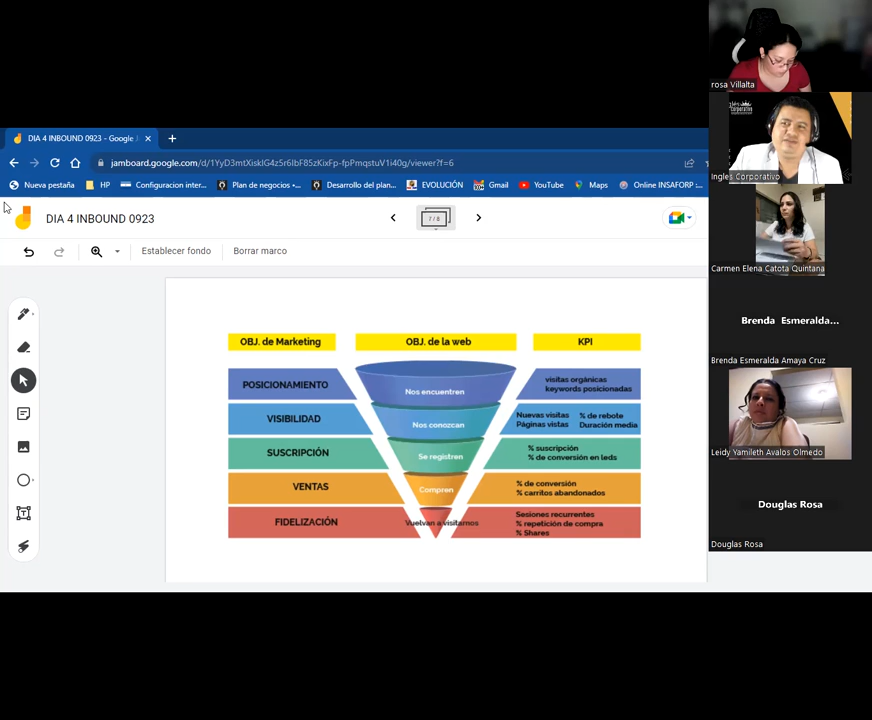 rosa Villalta
DIA 4 INBOUND 0923 - Google
jamboard.google.com/d/1YyD3mtXisklG4z5r6IbF85zKixFp-fpPmqstuV1i40g/viewer?f=6
Nueva pestaña
HP
Configuracion inter...
Plan de negocios •...
Desarrollo del plan...
EVOLUCIÓN
Gmail
YouTube
Maps
Online INSAFORP :...
Ingles Corporativo
DIA 4 INBOUND 0923
7 / 8
Establecer fondo
Borrar marco
Carmen Elena Catota Quintana
Brenda Esmeralda...
Brenda Esmeralda Amaya Cruz
OBJ. de Marketing
OBJ. de la web
KPI
POSICIONAMIENTO
Nos encuentren
visitas orgánicas
keywords posicionadas
VISIBILIDAD
Nos conozcan
Nuevas visitas
% de rebote
Páginas vistas
Duración media
SUSCRIPCIÓN
Se registren
% suscripción
% de conversión en leds
VENTAS
Compren
% de conversión
% carritos abandonados
FIDELIZACIÓN
Vuelvan a visitarnos
Sesiones recurrentes
% repetición de compra
% Shares
Leidy Yamileth Avalos Olmedo
Douglas Rosa
Douglas Rosa